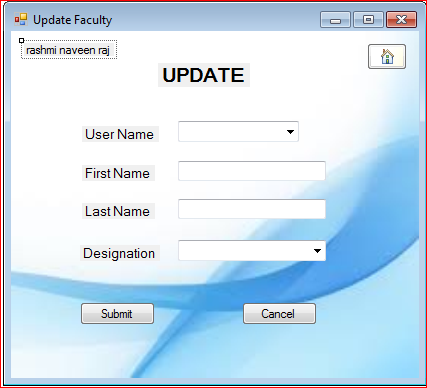 Update Faculty
rashmi naveen raj
UPDATE
User Name
First Name
Last Name
Designation
Submit Cancel